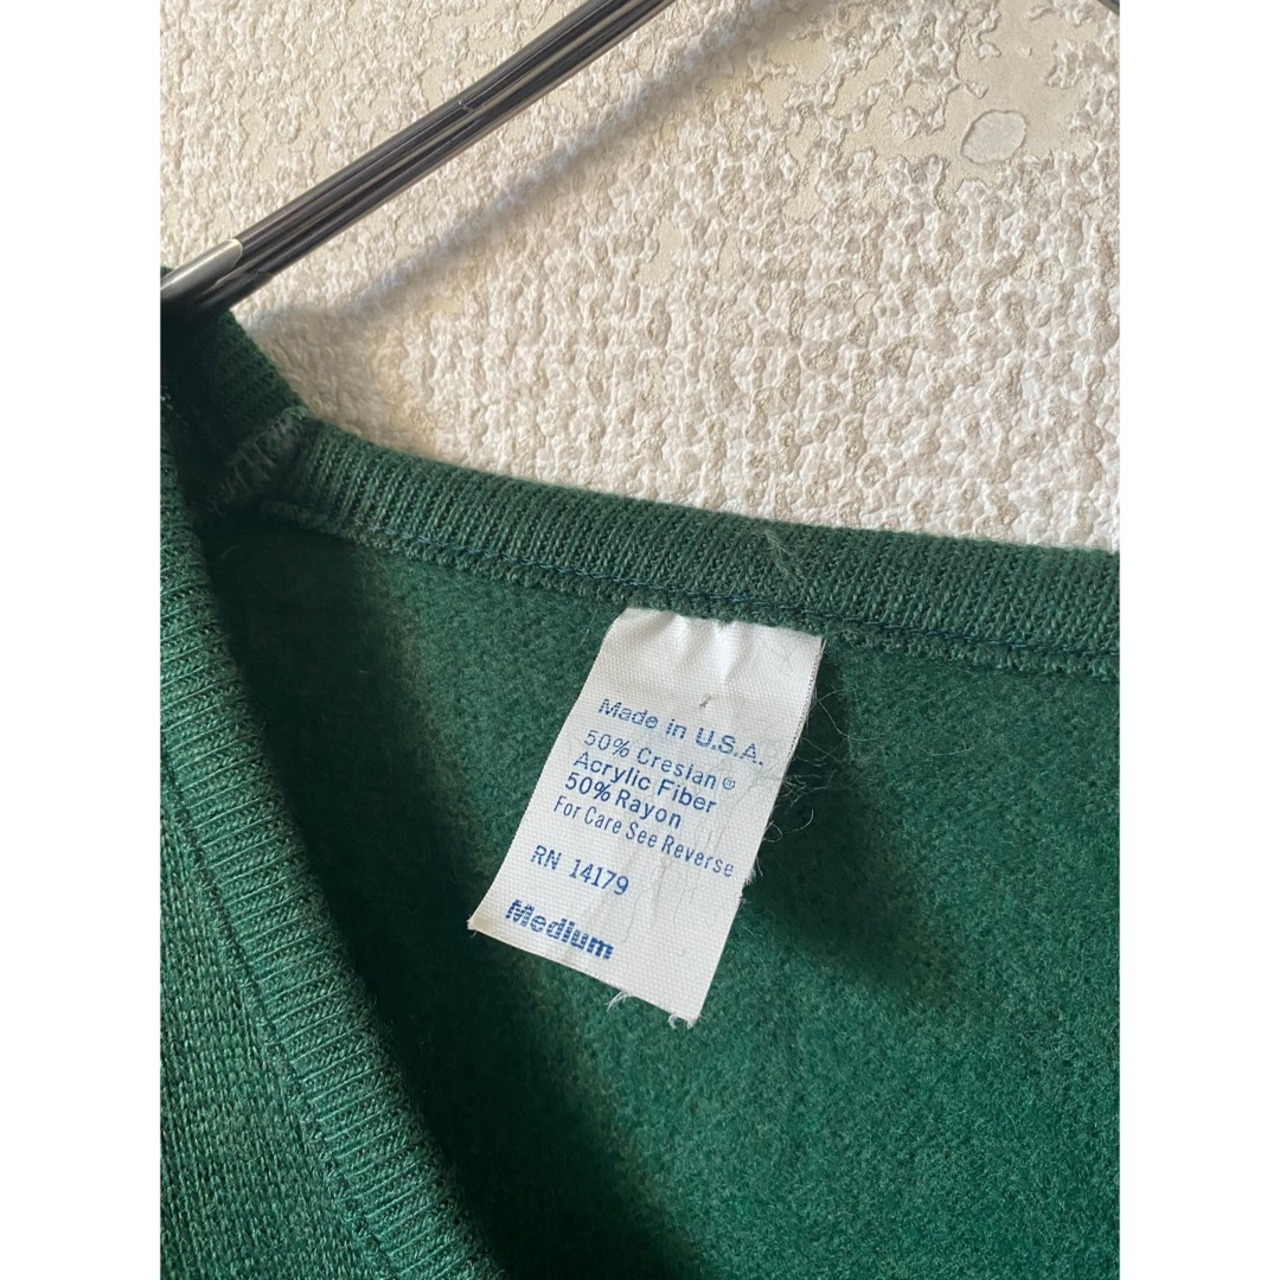 Made in U.S.A.
50% Creslan®
Acrylic Fiber
50% Rayon
For Care See Reverse
RN 14179
Medium